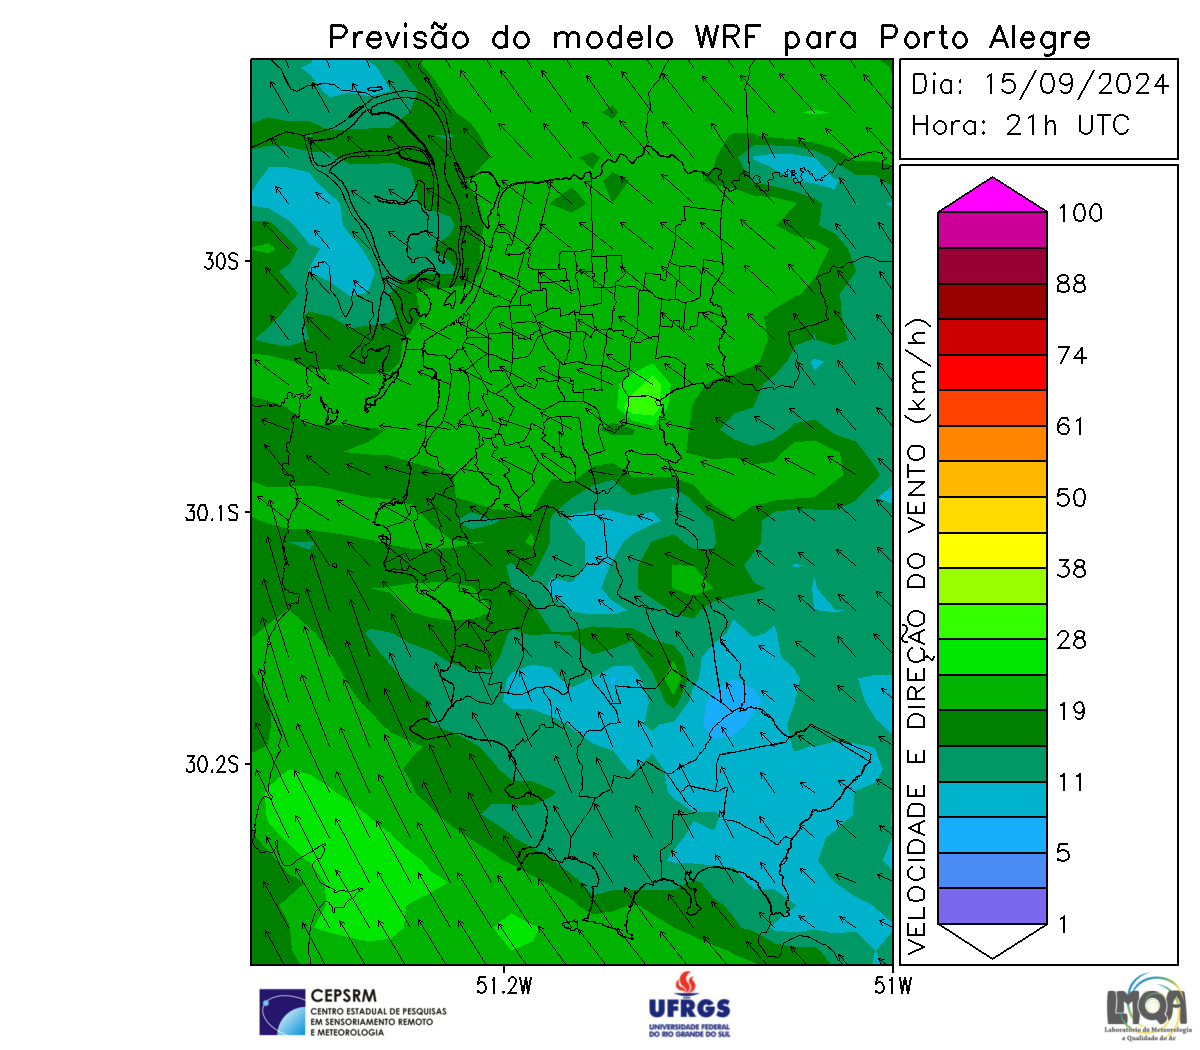 Previsão do modelo WRF para Porto Alegre
Dia: 15/09/2024
Hora: 21h UTC
100
88
74
61
50
38
28
19
11
5
1
VELOCIDADE E DIREÇÃO DO VENTO (km/h)
30S
30.1S
30.2S
51.2W
51W
CEPSRM
CENTRO ESTADUAL DE PESQUISAS
EM SENSORIAMENTO REMOTO
E METEOROLOGIA
UFRGS
UNIVERSIDADE FEDERAL
DO RIO GRANDE DO SUL
LMQA
Laboratório de Meteorologia
e Qualidade do Ar